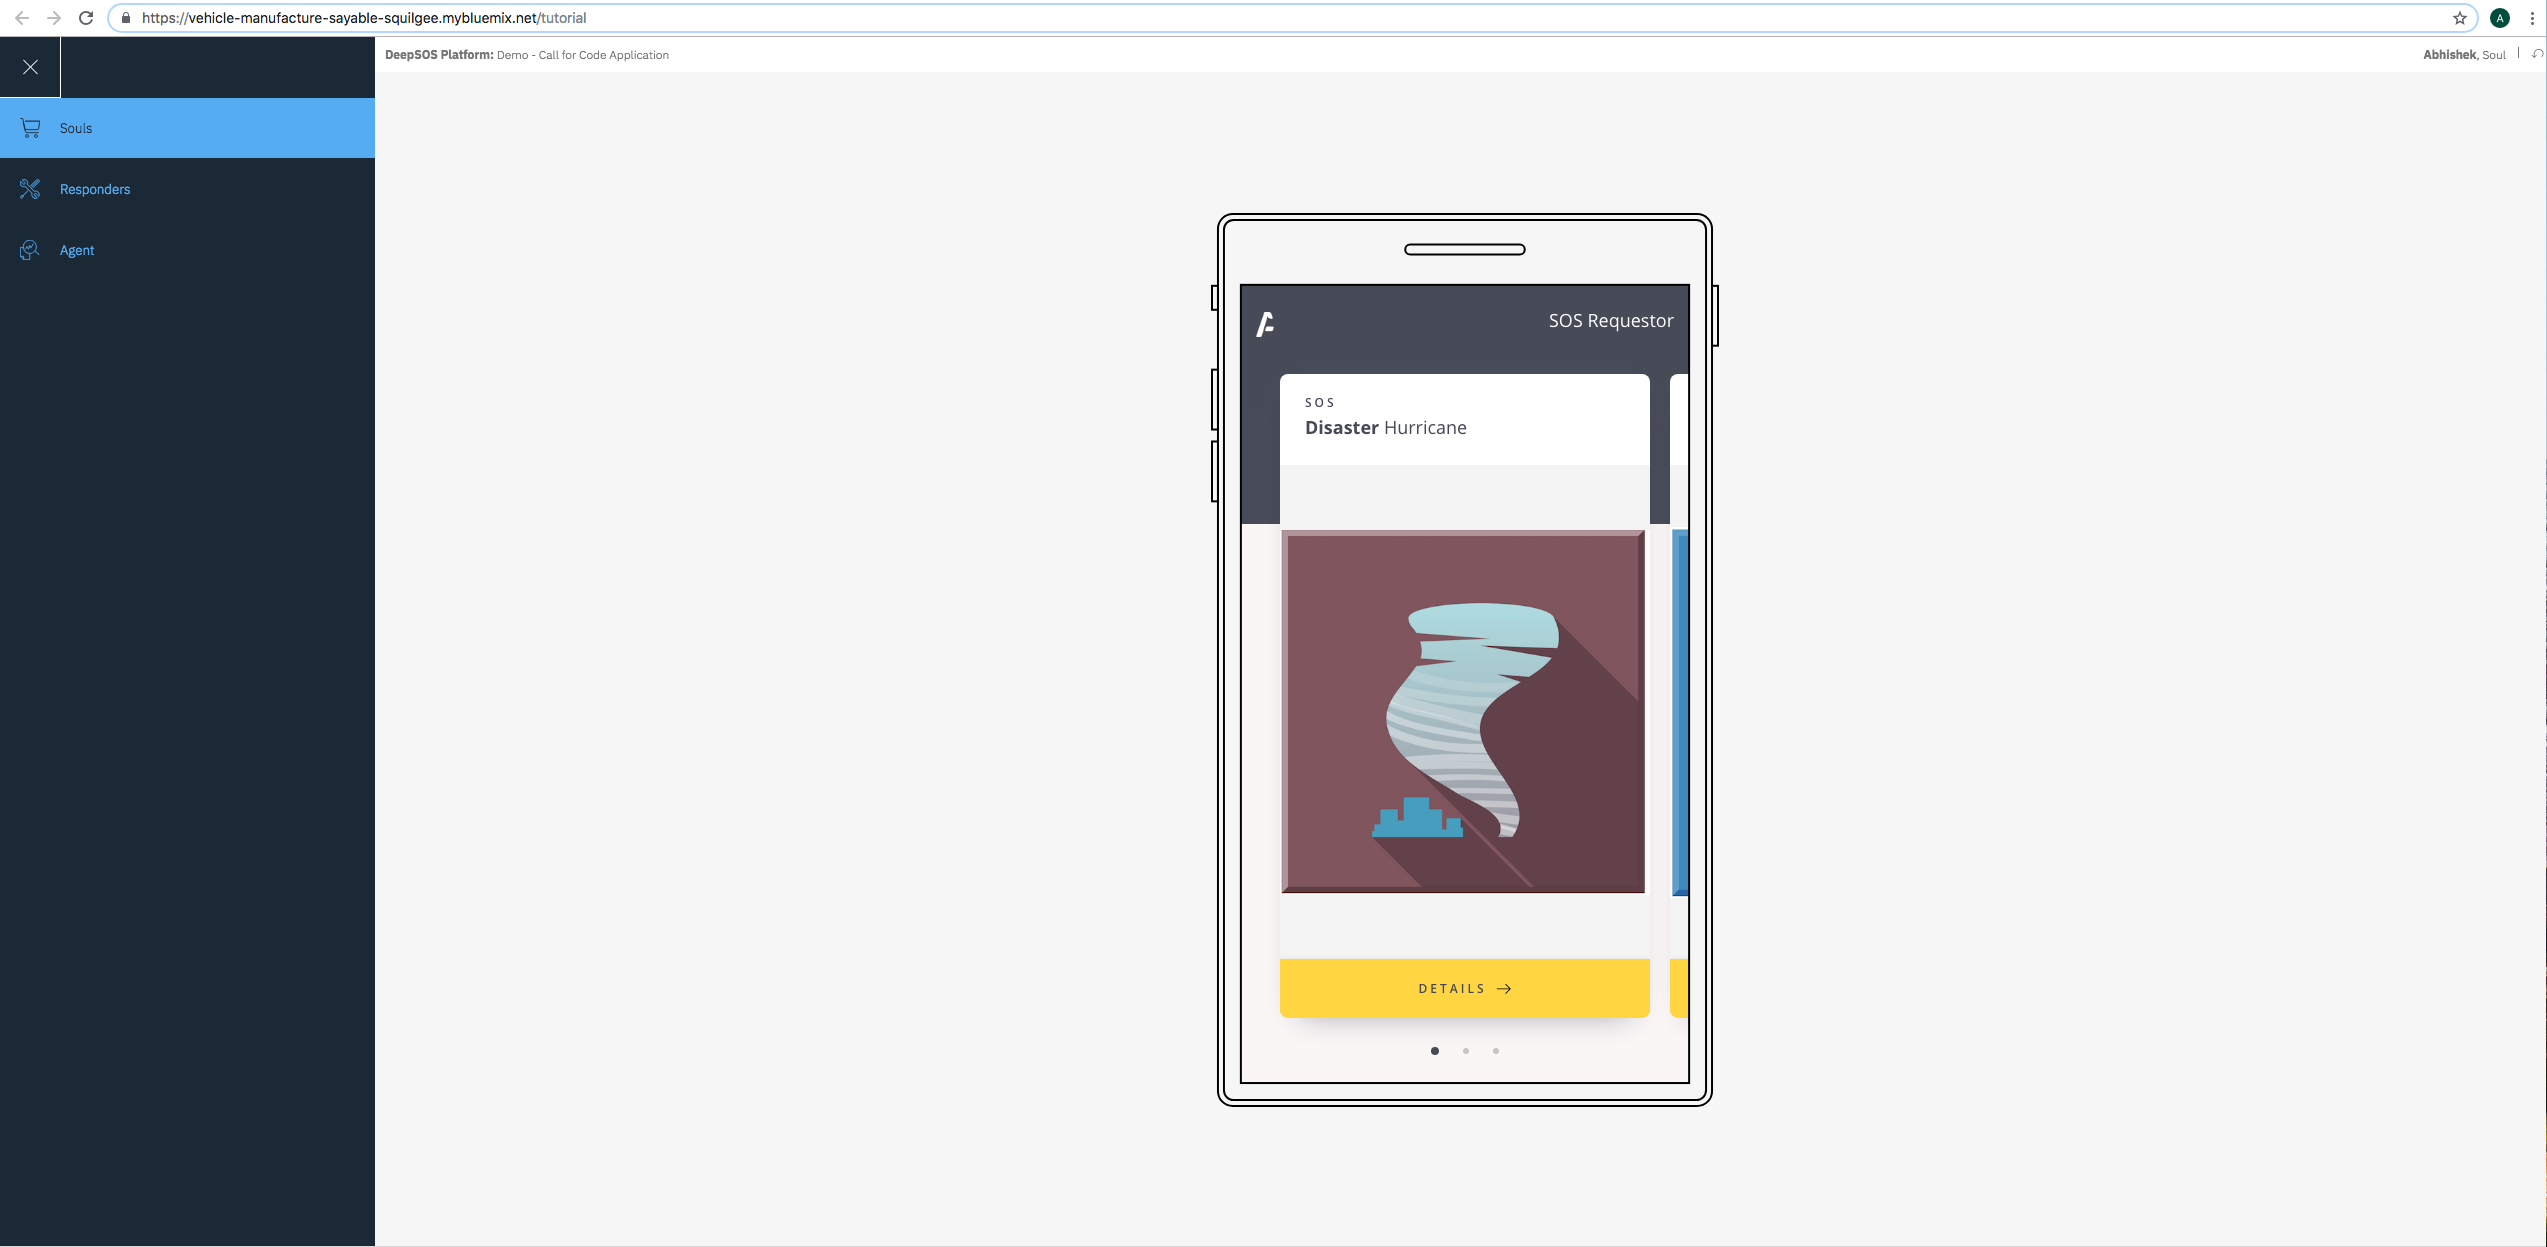 https://vehicle-manufacture-sayable-squilgee.mybluemix.net/tutorial
A
DeepSOS Platform: Demo - Call for Code Application
Abhishek, Soul
Souls
Responders
Agent
SOS Requestor
SOS
Disaster Hurricane
DETAILS →